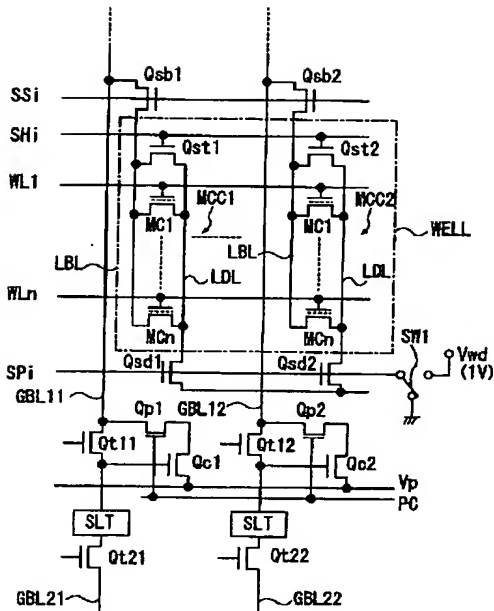 Qsb1 Qsb2
SSi
SHi
Qst1 Qst2
WL1
MCC1 MCC2
MC1 MC1
WELL
LBL LBL
LDL LDL
WLn
MCn MCn
SW1
Qsd1 Qsd2
Vwd
(1V)
SPi
GBL11 GBL12
Qp1 Qp2
Qt11 Qt12
Qc1 Qc2
Vp
PC
SLT SLT
Qt21 Qt22
GBL21 GBL22